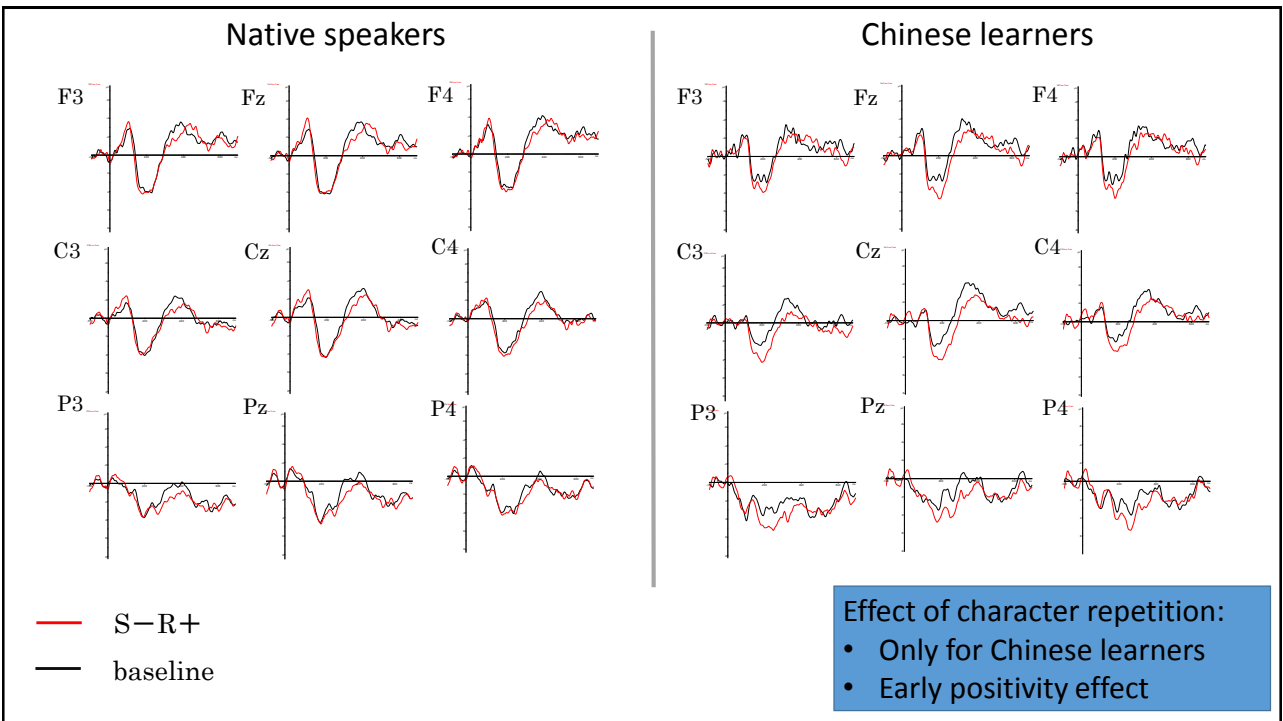 Native speakers
Chinese learners
F3
Fz
F4
C3
Cz
C4
P3
Pz
P4
F3
Fz
F4
C3
Cz
C4
P3
Pz
P4
S−R+
baseline
Effect of character repetition:
• Only for Chinese learners
• Early positivity effect